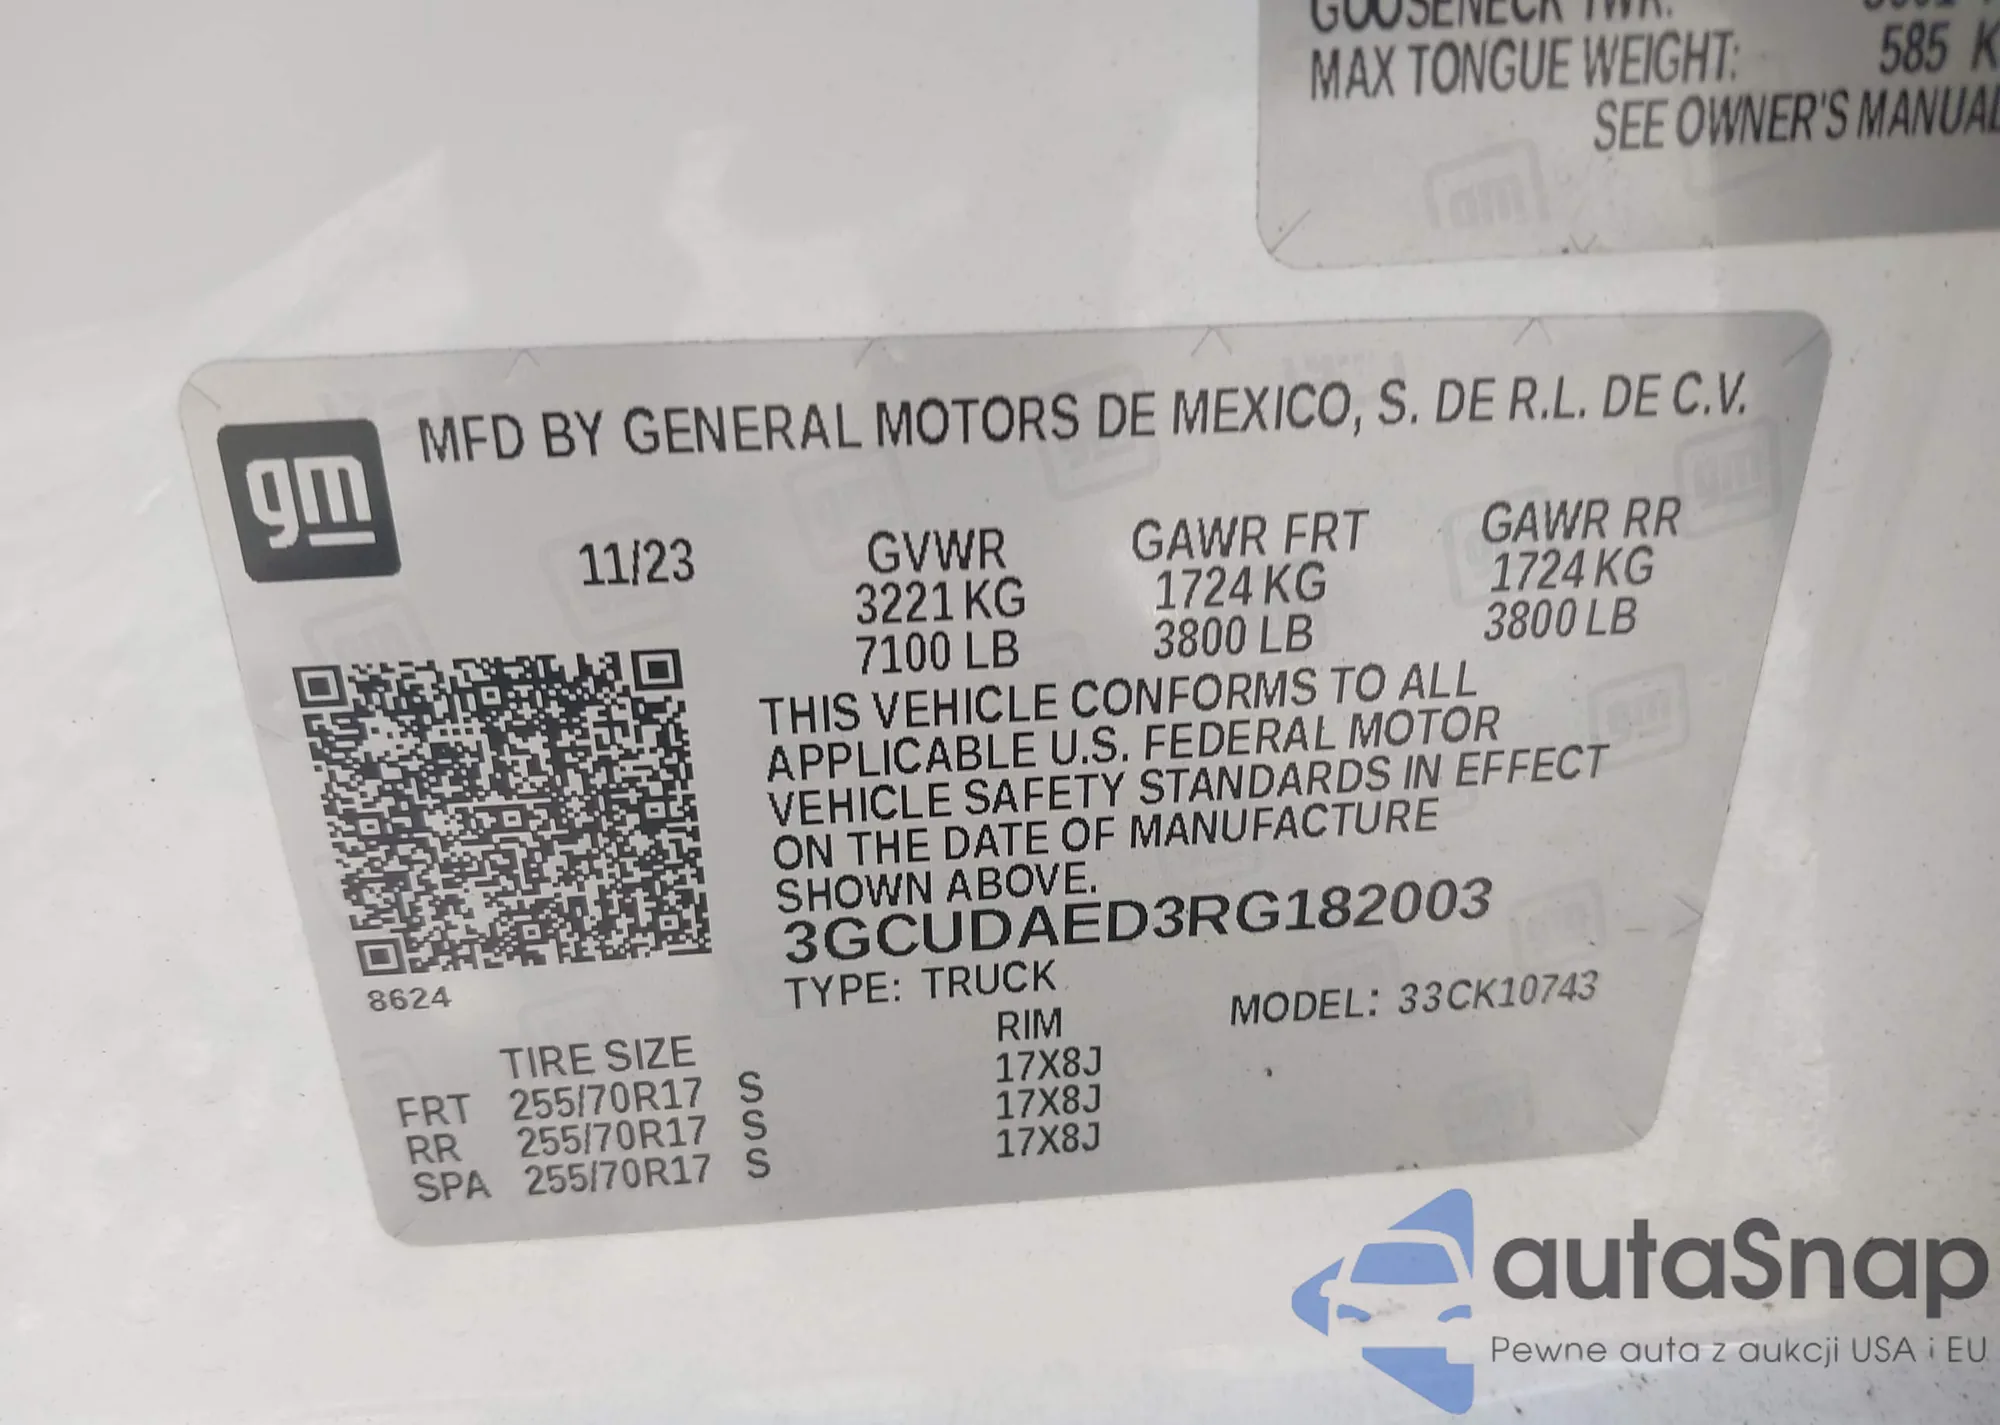 GOOSENECK TWR:
MAX TONGUE WEIGHT: 585 K
SEE OWNER'S MANUAL
gm
MFD BY GENERAL MOTORS DE MEXICO, S. DE R.L. DE C.V.
11/23 GVWR GAWR FRT GAWR RR
3221 KG 1724 KG 1724 KG
7100 LB 3800 LB 3800 LB
THIS VEHICLE CONFORMS TO ALL
APPLICABLE U.S. FEDERAL MOTOR
VEHICLE SAFETY STANDARDS IN EFFECT
ON THE DATE OF MANUFACTURE
SHOWN ABOVE.
3GCUDAED3RG182003
8624
TYPE: TRUCK MODEL: 33CK10743
TIRE SIZE RIM
FRT 255/70R17 S 17X8J
RR 255/70R17 S 17X8J
SPA 255/70R17 S 17X8J
autaSnap
Pewne auta z aukcji USA i EU